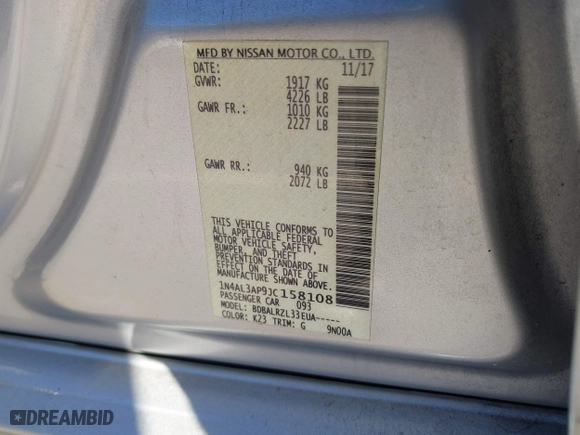 MFD BY NISSAN MOTOR CO., LTD.
DATE: 11/17
GVWR: 1917 KG
4226 LB
GAWR FR.: 1010 KG
2227 LB
GAWR RR.: 940 KG
2072 LB
THIS VEHICLE CONFORMS TO
ALL APPLICABLE FEDERAL
MOTOR VEHICLE SAFETY,
BUMPER, AND THEFT
PREVENTION STANDARDS IN
EFFECT ON THE DATE OF
MANUFACTURE SHOWN ABOVE.
1N4AL3AP9JC158108
PASSENGER CAR 093
MODEL: BDBALRZL33EUA-----
COLOR: K23 TRIM: G 9N00A
DREAMBID